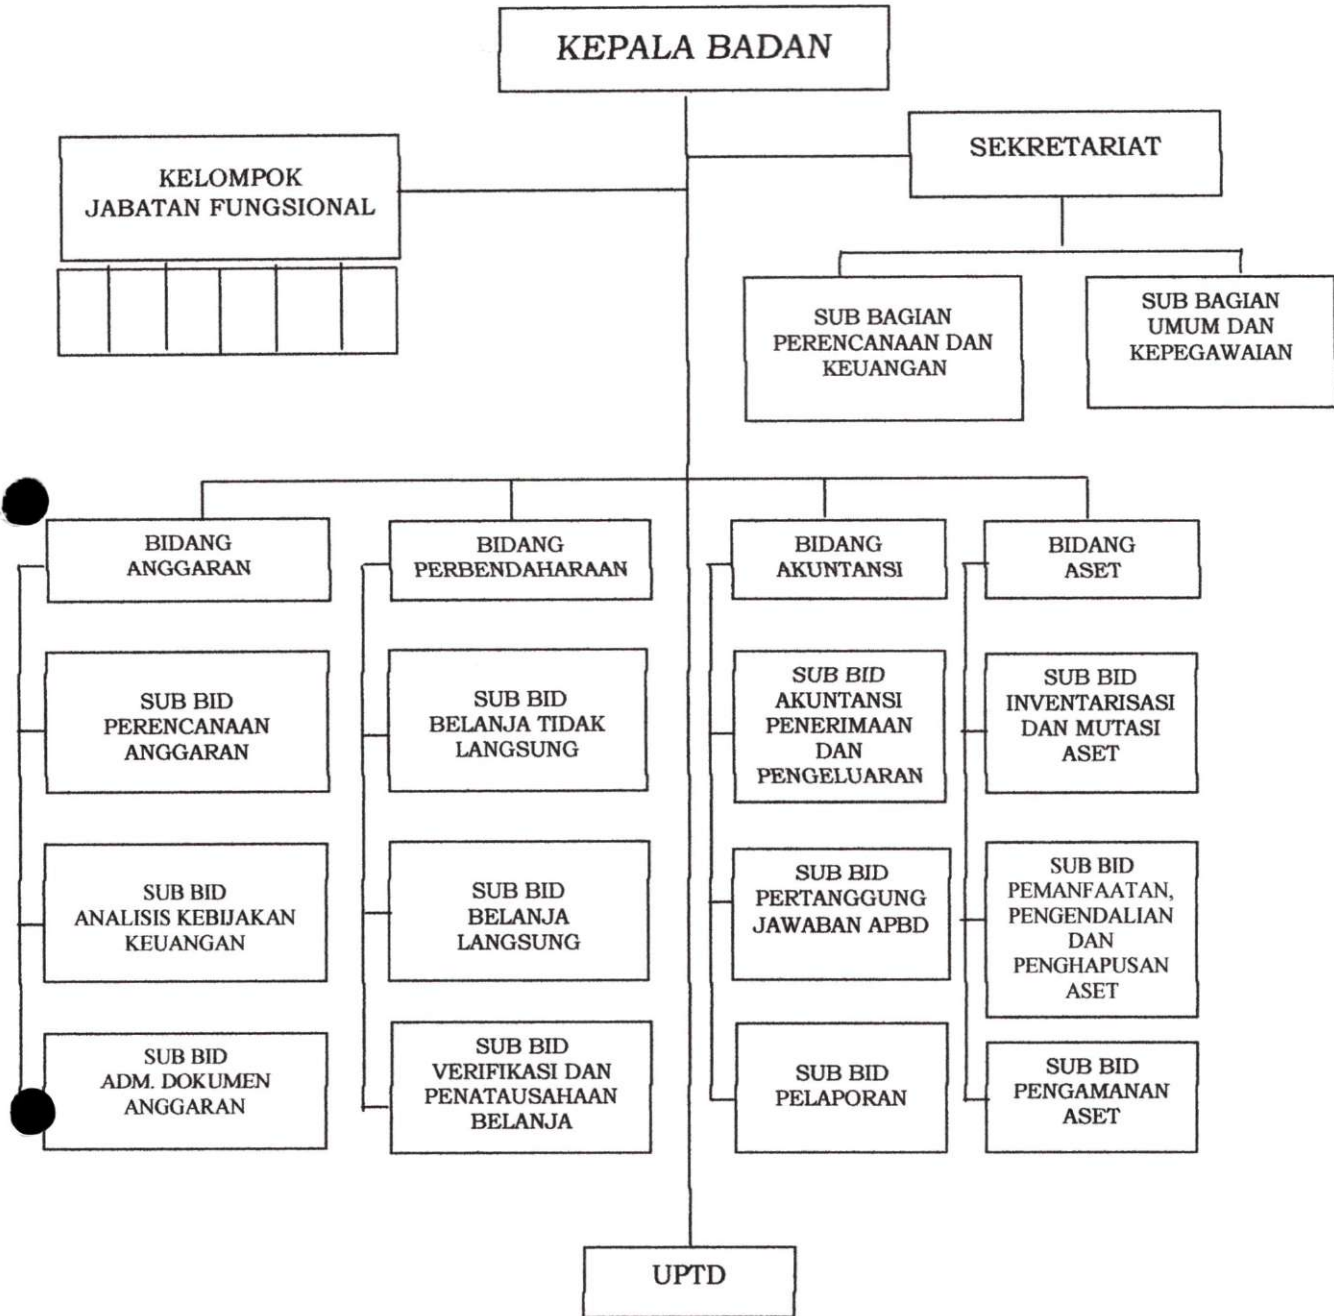 KEPALA BADAN
SEKRETARIAT
KELOMPOK
JABATAN FUNGSIONAL
SUB BAGIAN
PERENCANAAN DAN
KEUANGAN
SUB BAGIAN
UMUM DAN
KEPEGAWAIAN
BIDANG
ANGGARAN
BIDANG
PERBENDAHARAAN
BIDANG
AKUNTANSI
BIDANG
ASET
SUB BID
PERENCANAAN
ANGGARAN
SUB BID
BELANJA TIDAK
LANGSUNG
SUB BID
AKUNTANSI
PENERIMAAN
DAN
PENGELUARAN
SUB BID
INVENTARISASI
DAN MUTASI
ASET
SUB BID
ANALISIS KEBIJAKAN
KEUANGAN
SUB BID
BELANJA
LANGSUNG
SUB BID
PERTANGGUNG
JAWABAN APBD
SUB BID
PEMANFAATAN,
PENGENDALIAN
DAN
PENGHAPUSAN
ASET
SUB BID
ADM. DOKUMEN
ANGGARAN
SUB BID
VERIFIKASI DAN
PENATAUSAHAAN
BELANJA
SUB BID
PELAPORAN
SUB BID
PENGAMANAN
ASET
UPTD